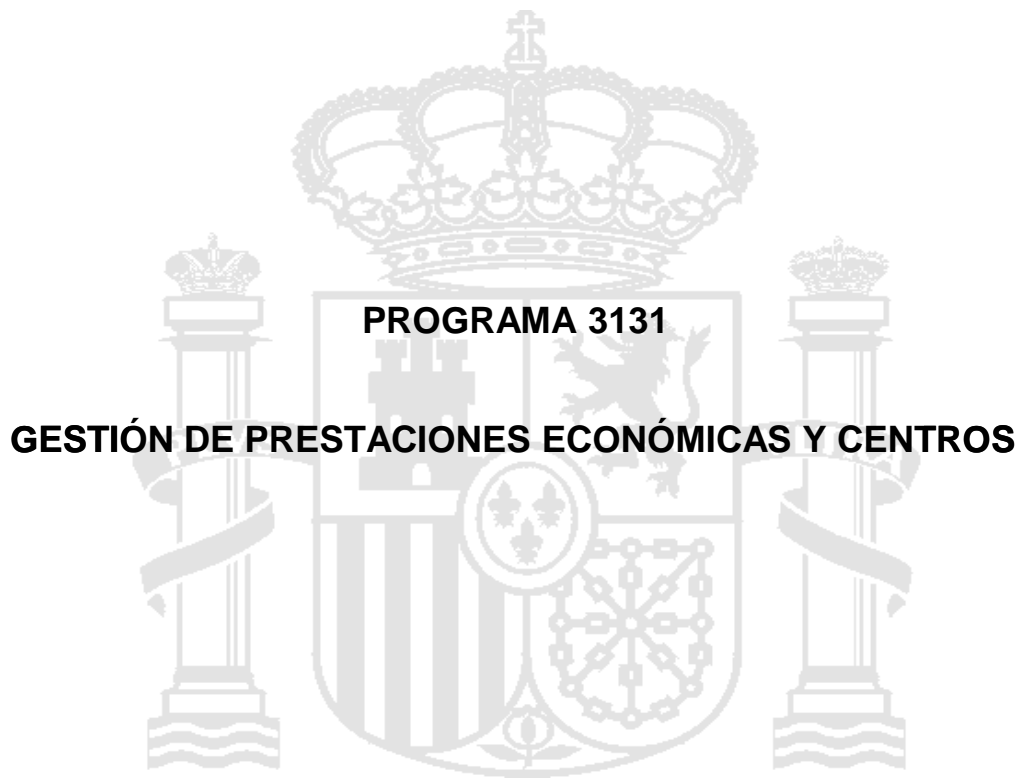 PROGRAMA 3131
GESTIÓN DE PRESTACIONES ECONÓMICAS Y CENTROS